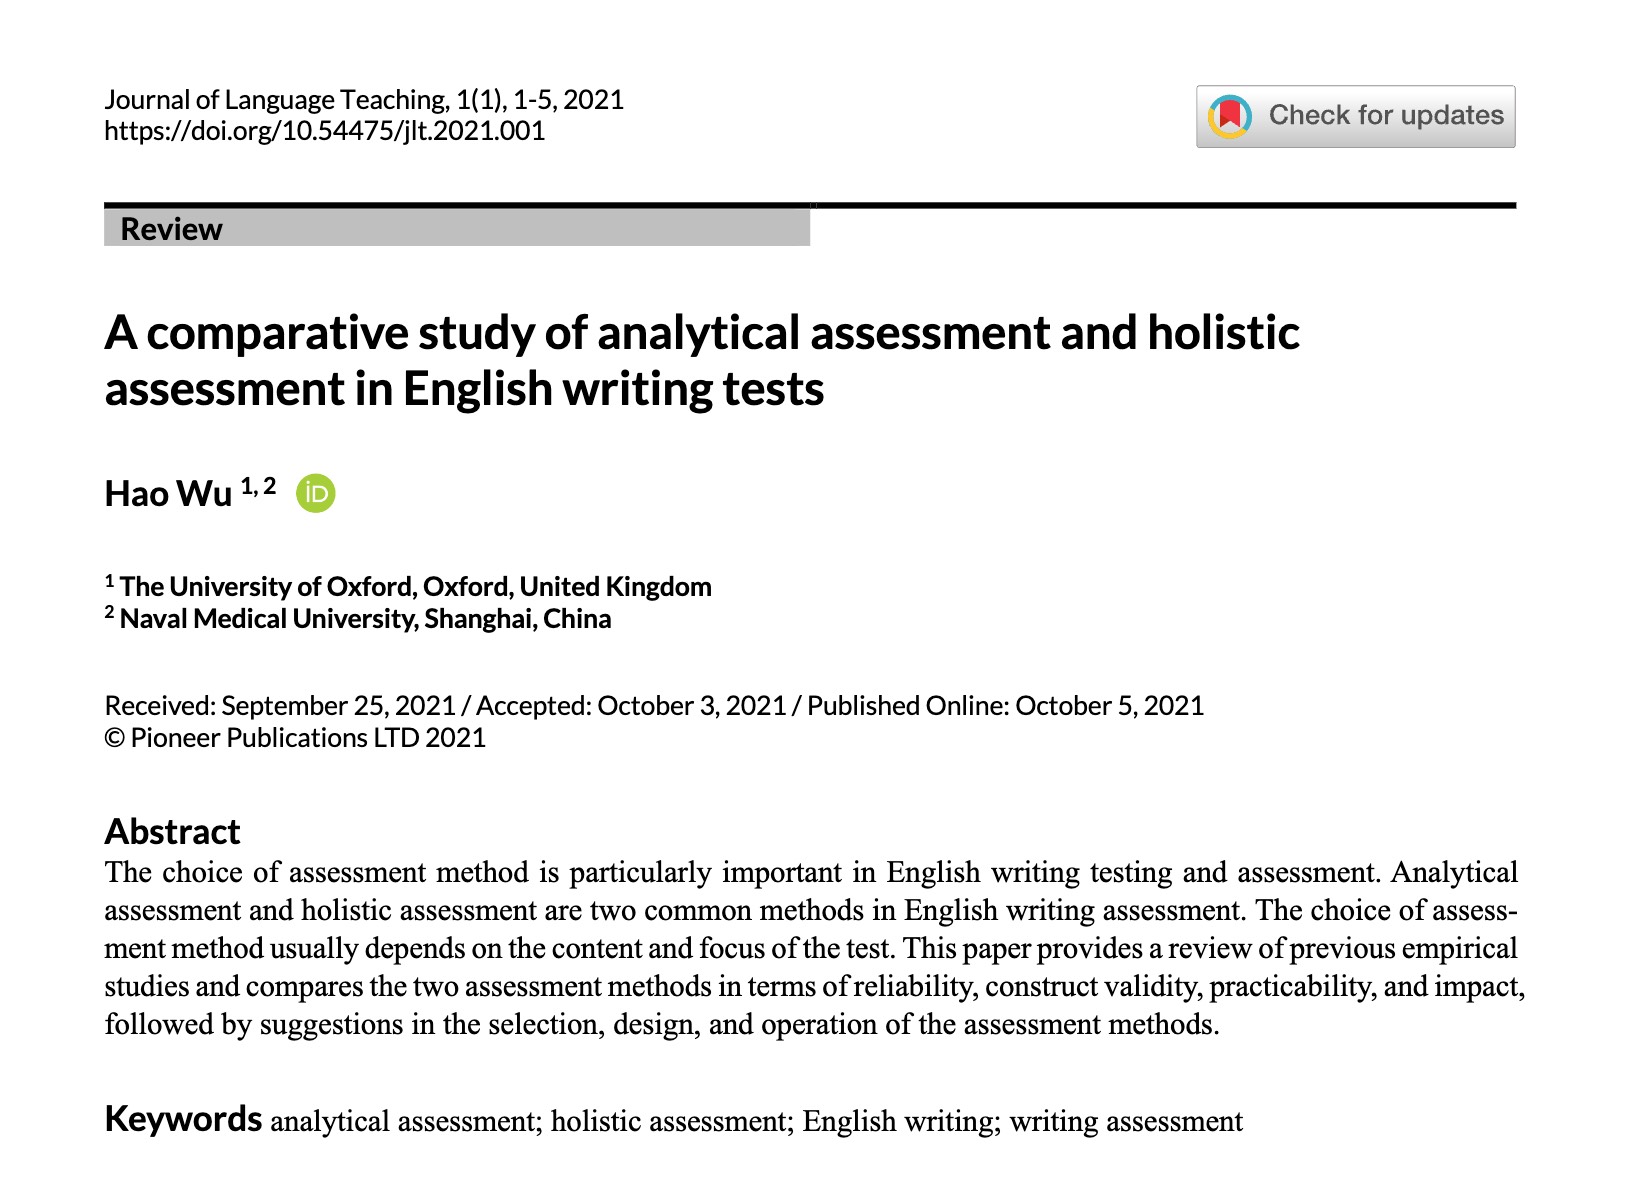 Journal of Language Teaching, 1(1), 1-5, 2021
https://doi.org/10.54475/jlt.2021.001
Check for updates
Review
A comparative study of analytical assessment and holistic
assessment in English writing tests
Hao Wu 1, 2 iD
1 The University of Oxford, Oxford, United Kingdom
2 Naval Medical University, Shanghai, China
Received: September 25, 2021 / Accepted: October 3, 2021 / Published Online: October 5, 2021
© Pioneer Publications LTD 2021
Abstract
The choice of assessment method is particularly important in English writing testing and assessment. Analytical
assessment and holistic assessment are two common methods in English writing assessment. The choice of assess-
ment method usually depends on the content and focus of the test. This paper provides a review of previous empirical
studies and compares the two assessment methods in terms of reliability, construct validity, practicability, and impact,
followed by suggestions in the selection, design, and operation of the assessment methods.
Keywords analytical assessment; holistic assessment; English writing; writing assessment